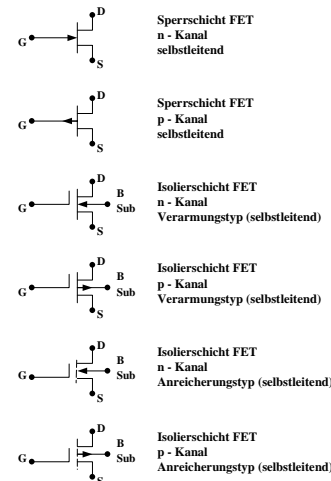 D
G
S
Sperrschicht FET
n - Kanal
selbstleitend
D
G
S
Sperrschicht FET
p - Kanal
selbstleitend
D
B
G
Sub
S
Isolierschicht FET
n - Kanal
Verarmungstyp (selbstleitend)
D
B
G
Sub
S
Isolierschicht FET
p - Kanal
Verarmungstyp (selbstleitend)
D
B
G
Sub
S
Isolierschicht FET
n - Kanal
Anreicherungstyp (selbstleitend)
D
B
G
Sub
S
Isolierschicht FET
p - Kanal
Anreicherungstyp (selbstleitend)